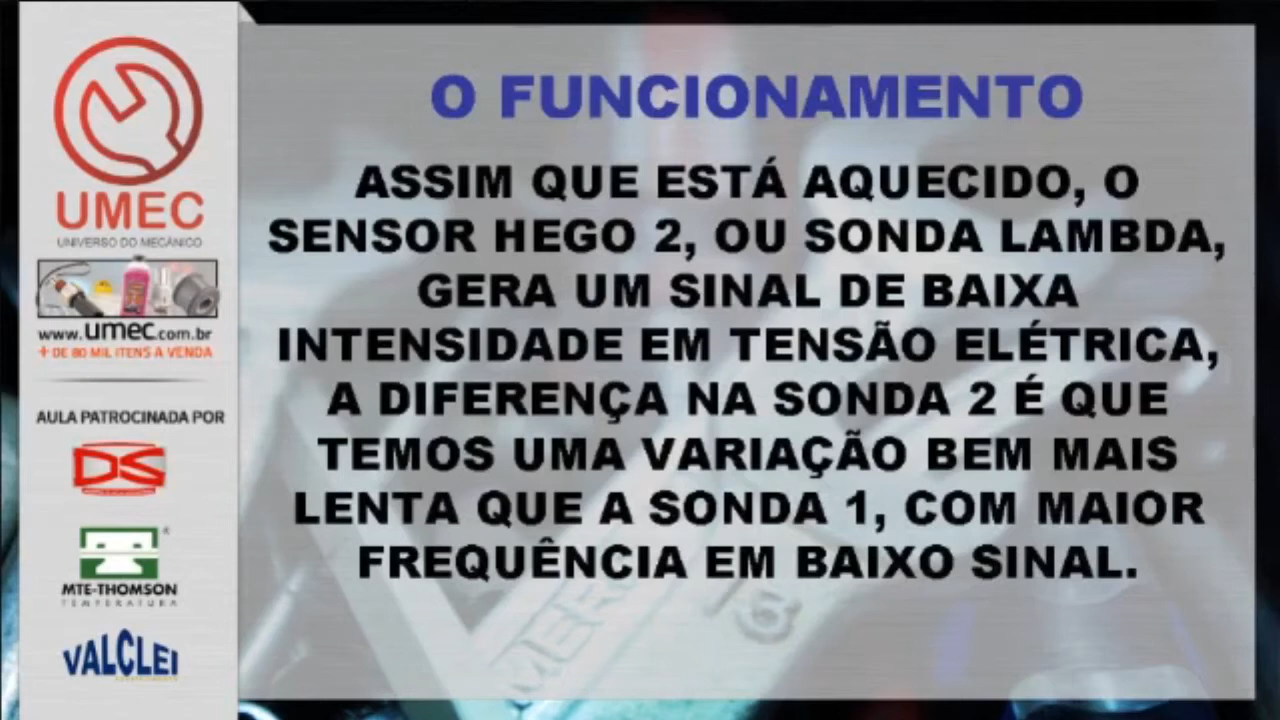 UMEC
UNIVERSO DO MECÂNICO
www.umec.com.br
+ DE 80 MIL ITENS A VENDA
AULA PATROCINADA POR
DS
MTE-THOMSON
TEMPERATURA
VALCLEI
O FUNCIONAMENTO
ASSIM QUE ESTÁ AQUECIDO, O
SENSOR HEGO 2, OU SONDA LAMBDA,
GERA UM SINAL DE BAIXA
INTENSIDADE EM TENSÃO ELÉTRICA,
A DIFERENÇA NA SONDA 2 É QUE
TEMOS UMA VARIAÇÃO BEM MAIS
LENTA QUE A SONDA 1, COM MAIOR
FREQUÊNCIA EM BAIXO SINAL.